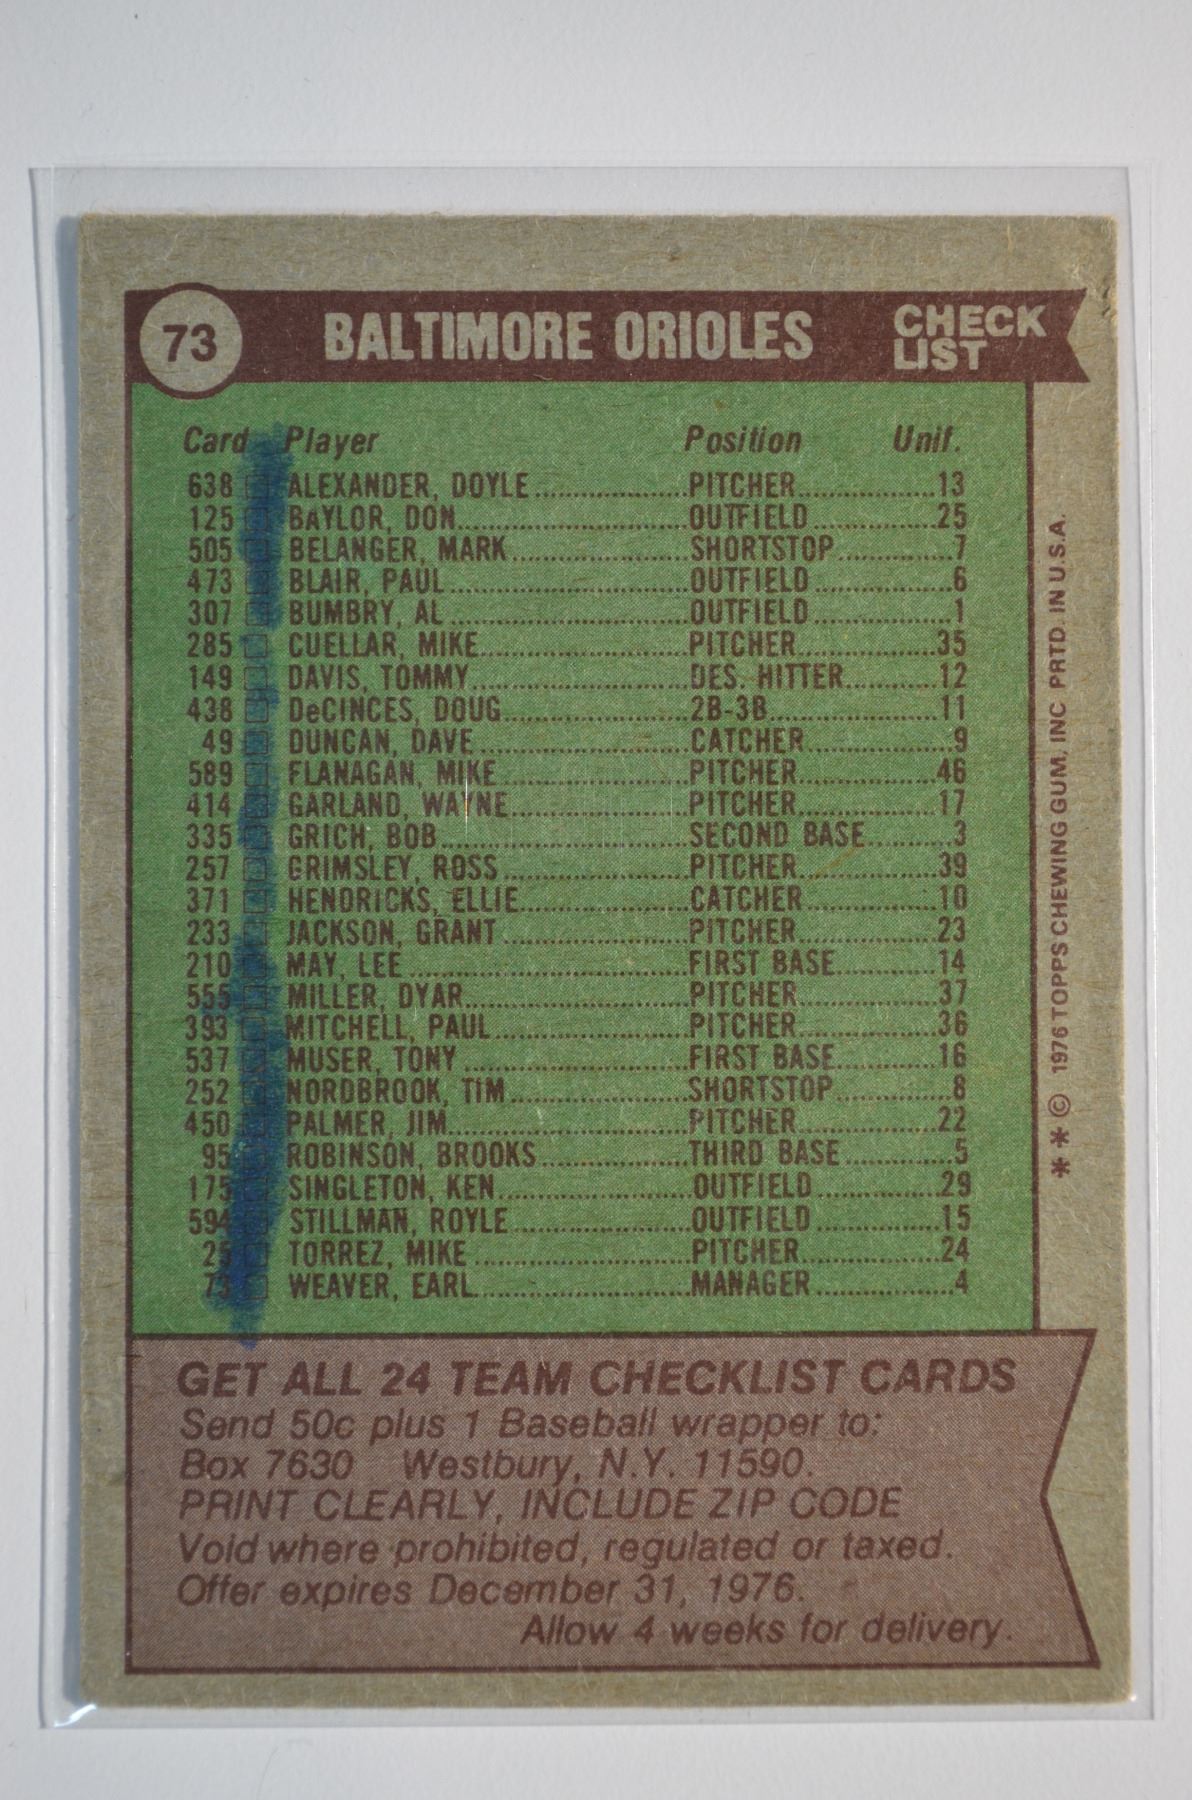 73 BALTIMORE ORIOLES CHECK LIST
Card Player Position Unif.
638 ALEXANDER, DOYLE PITCHER 13
125 BAYLOR, DON OUTFIELD 25
505 BELANGER, MARK SHORTSTOP 7
473 BLAIR, PAUL OUTFIELD 6
307 BUMBRY, AL OUTFIELD 1
285 CUELLAR, MIKE PITCHER 35
149 DAVIS, TOMMY DES. HITTER 12
438 DeCINCES, DOUG 2B-3B 11
49 DUNCAN, DAVE CATCHER 9
589 FLANAGAN, MIKE PITCHER 46
414 GARLAND, WAYNE PITCHER 17
335 GRICH, BOB SECOND BASE 3
257 GRIMSLEY, ROSS PITCHER 39
371 HENDRICKS, ELLIE CATCHER 10
233 JACKSON, GRANT PITCHER 23
210 MAY, LEE FIRST BASE 14
555 MILLER, DYAR PITCHER 37
393 MITCHELL, PAUL PITCHER 36
537 MUSER, TONY FIRST BASE 16
252 NORDBROOK, TIM SHORTSTOP 8
450 PALMER, JIM PITCHER 22
95 ROBINSON, BROOKS THIRD BASE 5
175 SINGLETON, KEN OUTFIELD 29
594 STILLMAN, ROYLE OUTFIELD 15
25 TORREZ, MIKE PITCHER 24
73 WEAVER, EARL MANAGER 4
GET ALL 24 TEAM CHECKLIST CARDS
Send 50c plus 1 Baseball wrapper to:
Box 7630 Westbury, N.Y. 11590.
PRINT CLEARLY, INCLUDE ZIP CODE
Void where prohibited, regulated or taxed.
Offer expires December 31, 1976.
Allow 4 weeks for delivery.
** © 1976 TOPPS CHEWING GUM, INC PRTD. IN U.S.A.